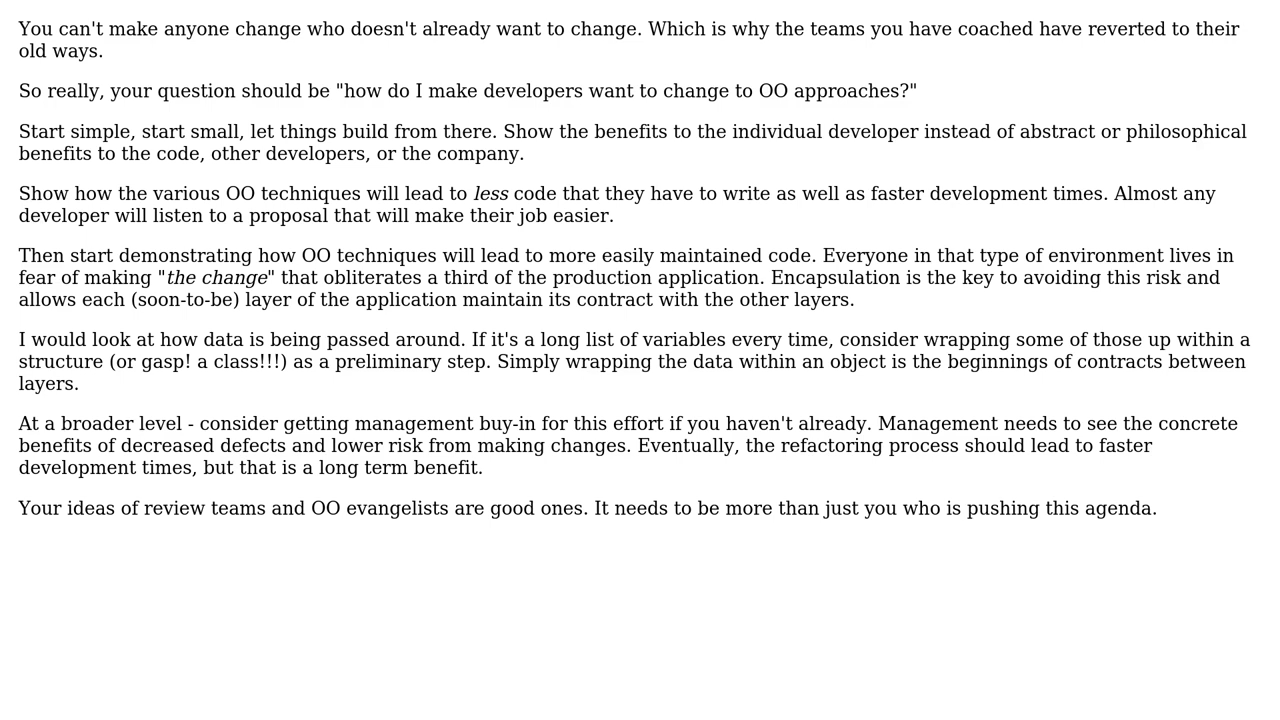 You can't make anyone change who doesn't already want to change. Which is why the teams you have coached have reverted to their
old ways.
So really, your question should be "how do I make developers want to change to OO approaches?"
Start simple, start small, let things build from there. Show the benefits to the individual developer instead of abstract or philosophical
benefits to the code, other developers, or the company.
Show how the various OO techniques will lead to less code that they have to write as well as faster development times. Almost any
developer will listen to a proposal that will make their job easier.
Then start demonstrating how OO techniques will lead to more easily maintained code. Everyone in that type of environment lives in
fear of making "the change" that obliterates a third of the production application. Encapsulation is the key to avoiding this risk and
allows each (soon-to-be) layer of the application maintain its contract with the other layers.
I would look at how data is being passed around. If it's a long list of variables every time, consider wrapping some of those up within a
structure (or gasp! a class!!!) as a preliminary step. Simply wrapping the data within an object is the beginnings of contracts between
layers.
At a broader level - consider getting management buy-in for this effort if you haven't already. Management needs to see the concrete
benefits of decreased defects and lower risk from making changes. Eventually, the refactoring process should lead to faster
development times, but that is a long term benefit.
Your ideas of review teams and OO evangelists are good ones. It needs to be more than just you who is pushing this agenda.